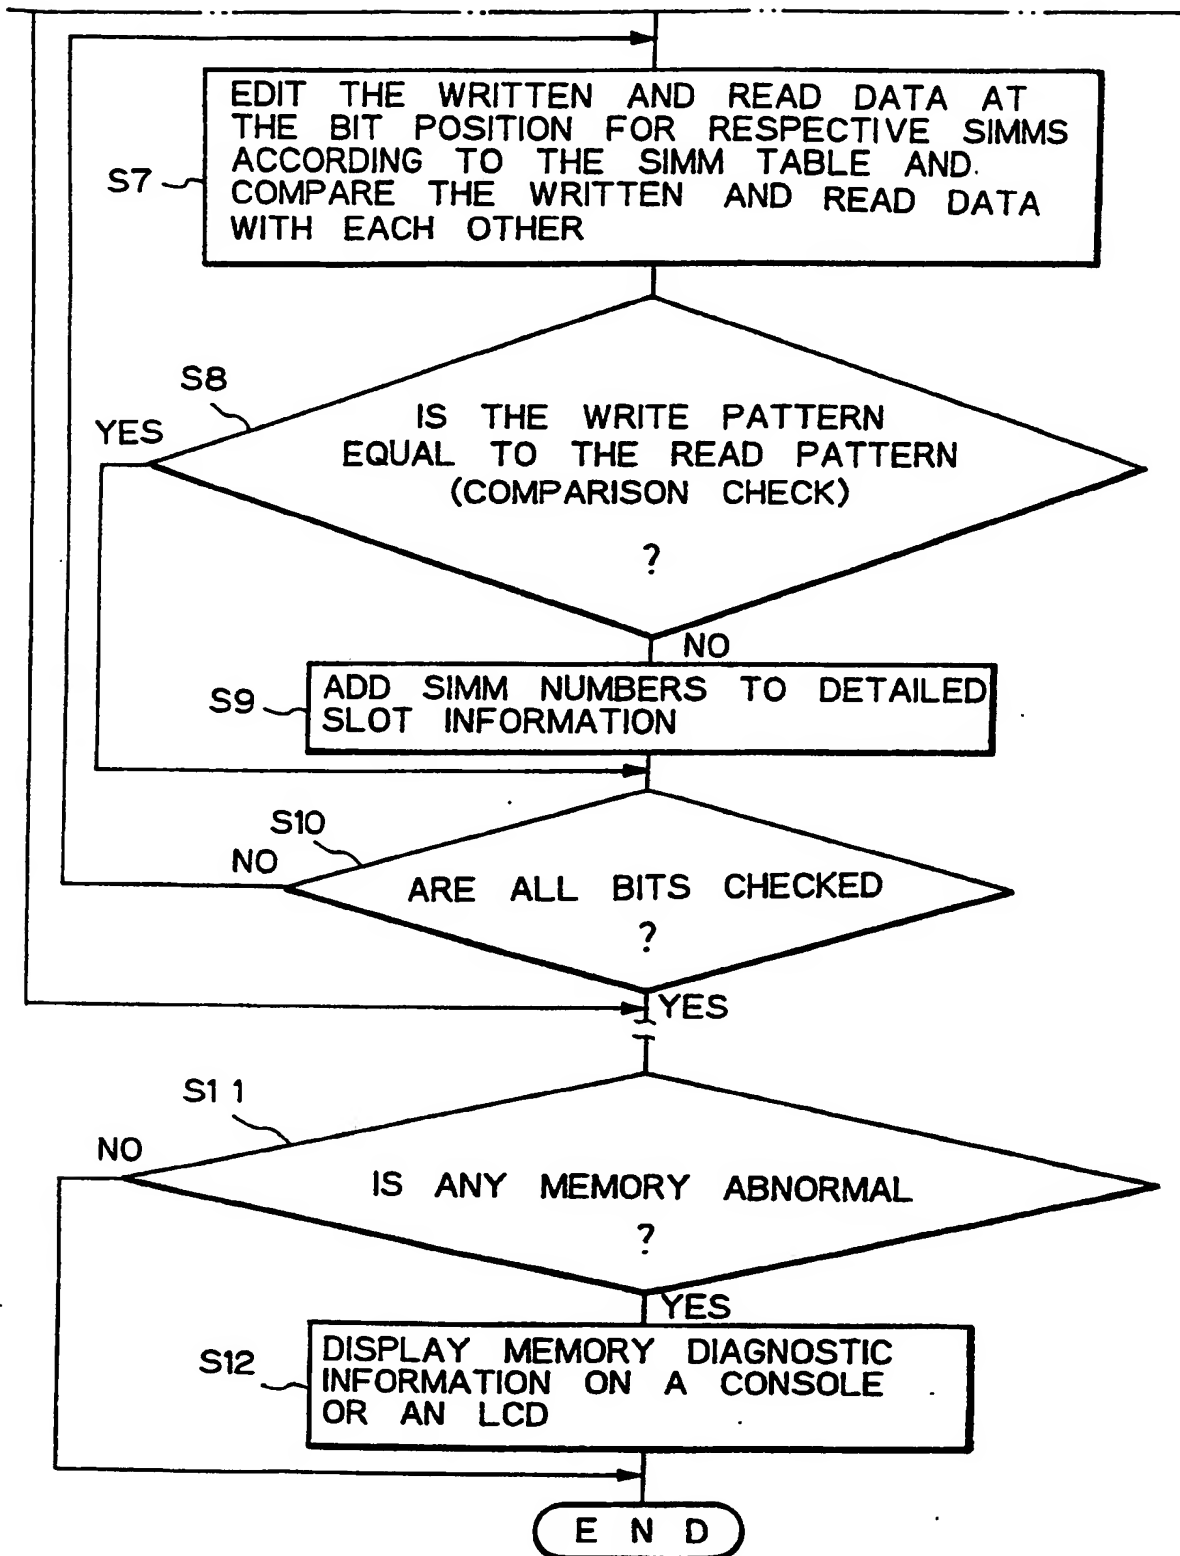 EDIT THE WRITTEN AND READ DATA AT
THE BIT POSITION FOR RESPECTIVE SIMMS
ACCORDING TO THE SIMM TABLE AND.
S7
COMPARE THE WRITTEN AND READ DATA
WITH EACH OTHER
S8
YES
IS THE WRITE PATTERN
EQUAL TO THE READ PATTERN
(COMPARISON CHECK)
?
NO
S9
ADD SIMM NUMBERS TO DETAILED
SLOT INFORMATION
S10
NO
ARE ALL BITS CHECKED
?
YES
S11
NO
IS ANY MEMORY ABNORMAL
?
YES
S12
DISPLAY MEMORY DIAGNOSTIC
INFORMATION ON A CONSOLE
OR AN LCD
END